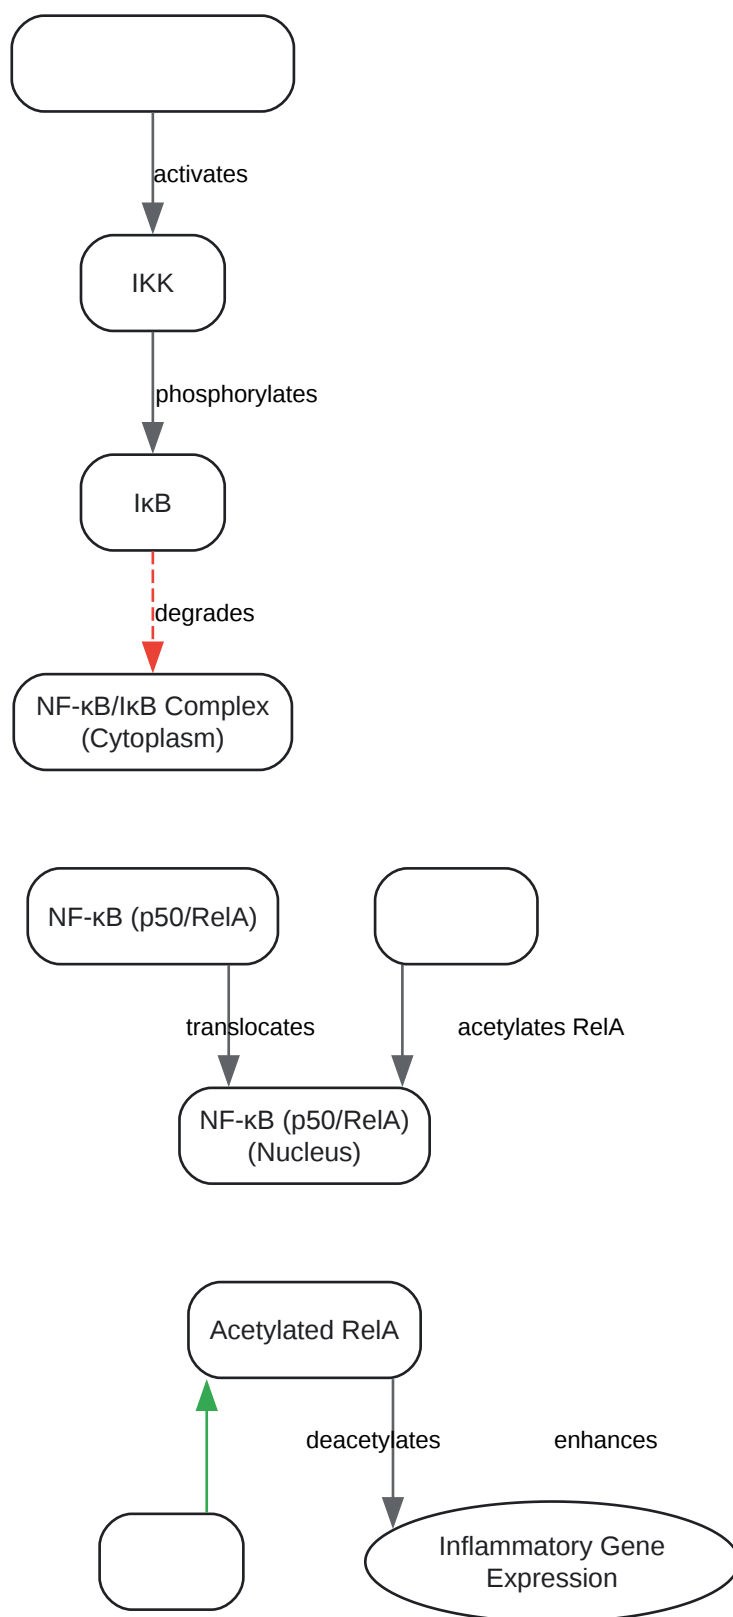 activates
IKK
phosphorylates
IκB
degrades
NF-κB/IκB Complex
(Cytoplasm)
NF-κB (p50/RelA)
translocates
acetylates RelA
NF-κB (p50/RelA)
(Nucleus)
Acetylated RelA
deacetylates
enhances
Inflammatory Gene
Expression